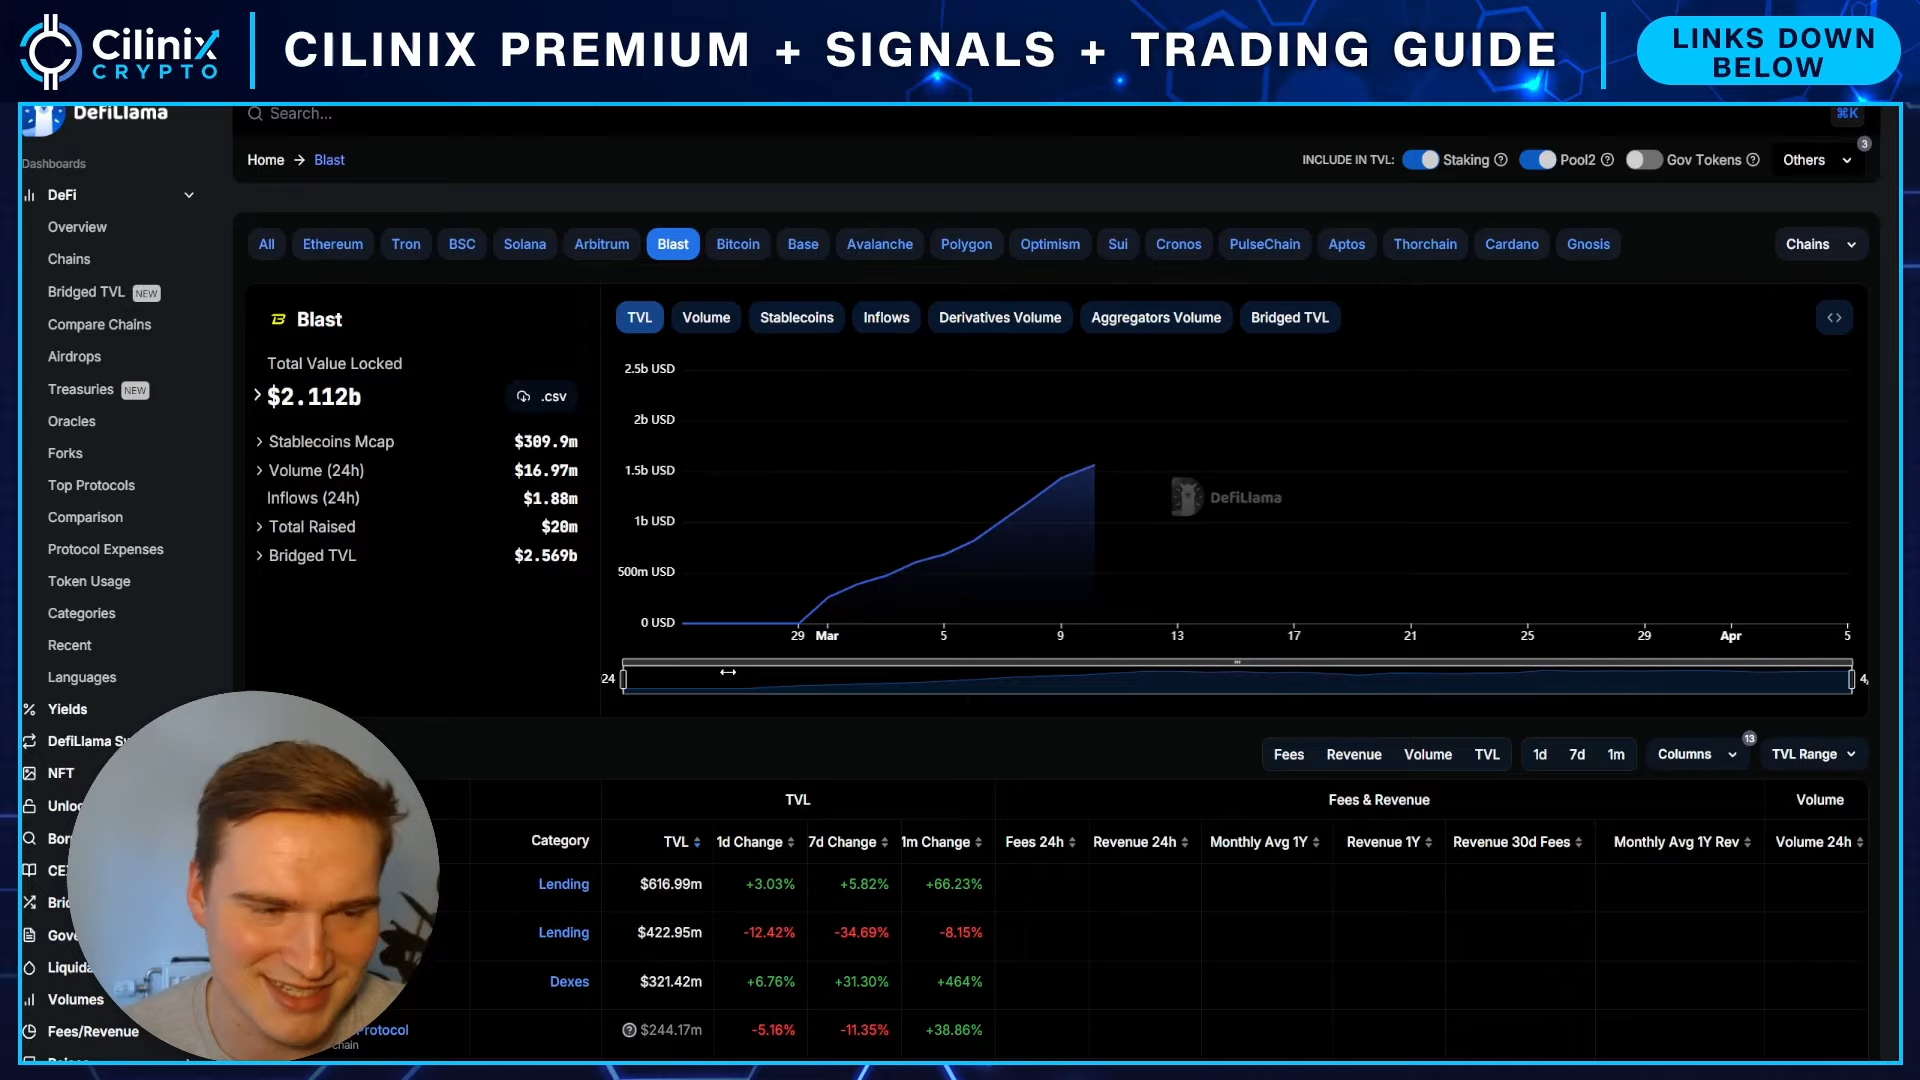 Cilinix
CRYPTO
CILINIX PREMIUM + SIGNALS + TRADING GUIDE
LINKS DOWN
BELOW
DefiLlama
Search...
⌘K
Dashboards
Home → Blast
INCLUDE IN TVL: Staking Pool2 Gov Tokens Others 3
DeFi
Overview
Chains
Bridged TVL NEW
Compare Chains
Airdrops
Treasuries NEW
Oracles
Forks
Top Protocols
Comparison
Protocol Expenses
Token Usage
Categories
Recent
Languages
Yields
DefiLlama
NFT
Volumes
Fees/Revenue
All Ethereum Tron BSC Solana Arbitrum Blast Bitcoin Base Avalanche Polygon Optimism Sui Cronos PulseChain Aptos Thorchain Cardano Gnosis Chains
Blast
Total Value Locked
$2.112b .csv
Stablecoins Mcap $309.9m
Volume (24h) $16.97m
Inflows (24h) $1.88m
Total Raised $20m
Bridged TVL $2.569b
TVL Volume Stablecoins Inflows Derivatives Volume Aggregators Volume Bridged TVL
2.5b USD
2b USD
1.5b USD
1b USD
500m USD
0 USD
DefiLlama
29 Mar 5 9 13 17 21 25 29 Apr 5
24 4,
Fees Revenue Volume TVL 1d 7d 1m Columns 13 TVL Range
TVL Fees & Revenue Volume
Category TVL 1d Change 7d Change 1m Change Fees 24h Revenue 24h Monthly Avg 1Y Revenue 1Y Revenue 30d Fees Monthly Avg 1Y Rev Volume 24h
Lending $616.99m +3.03% +5.82% +66.23%
Lending $422.95m -12.42% -34.69% -8.15%
Dexes $321.42m +6.76% +31.30% +464%
Protocol $244.17m -5.16% -11.35% +38.86%
chain